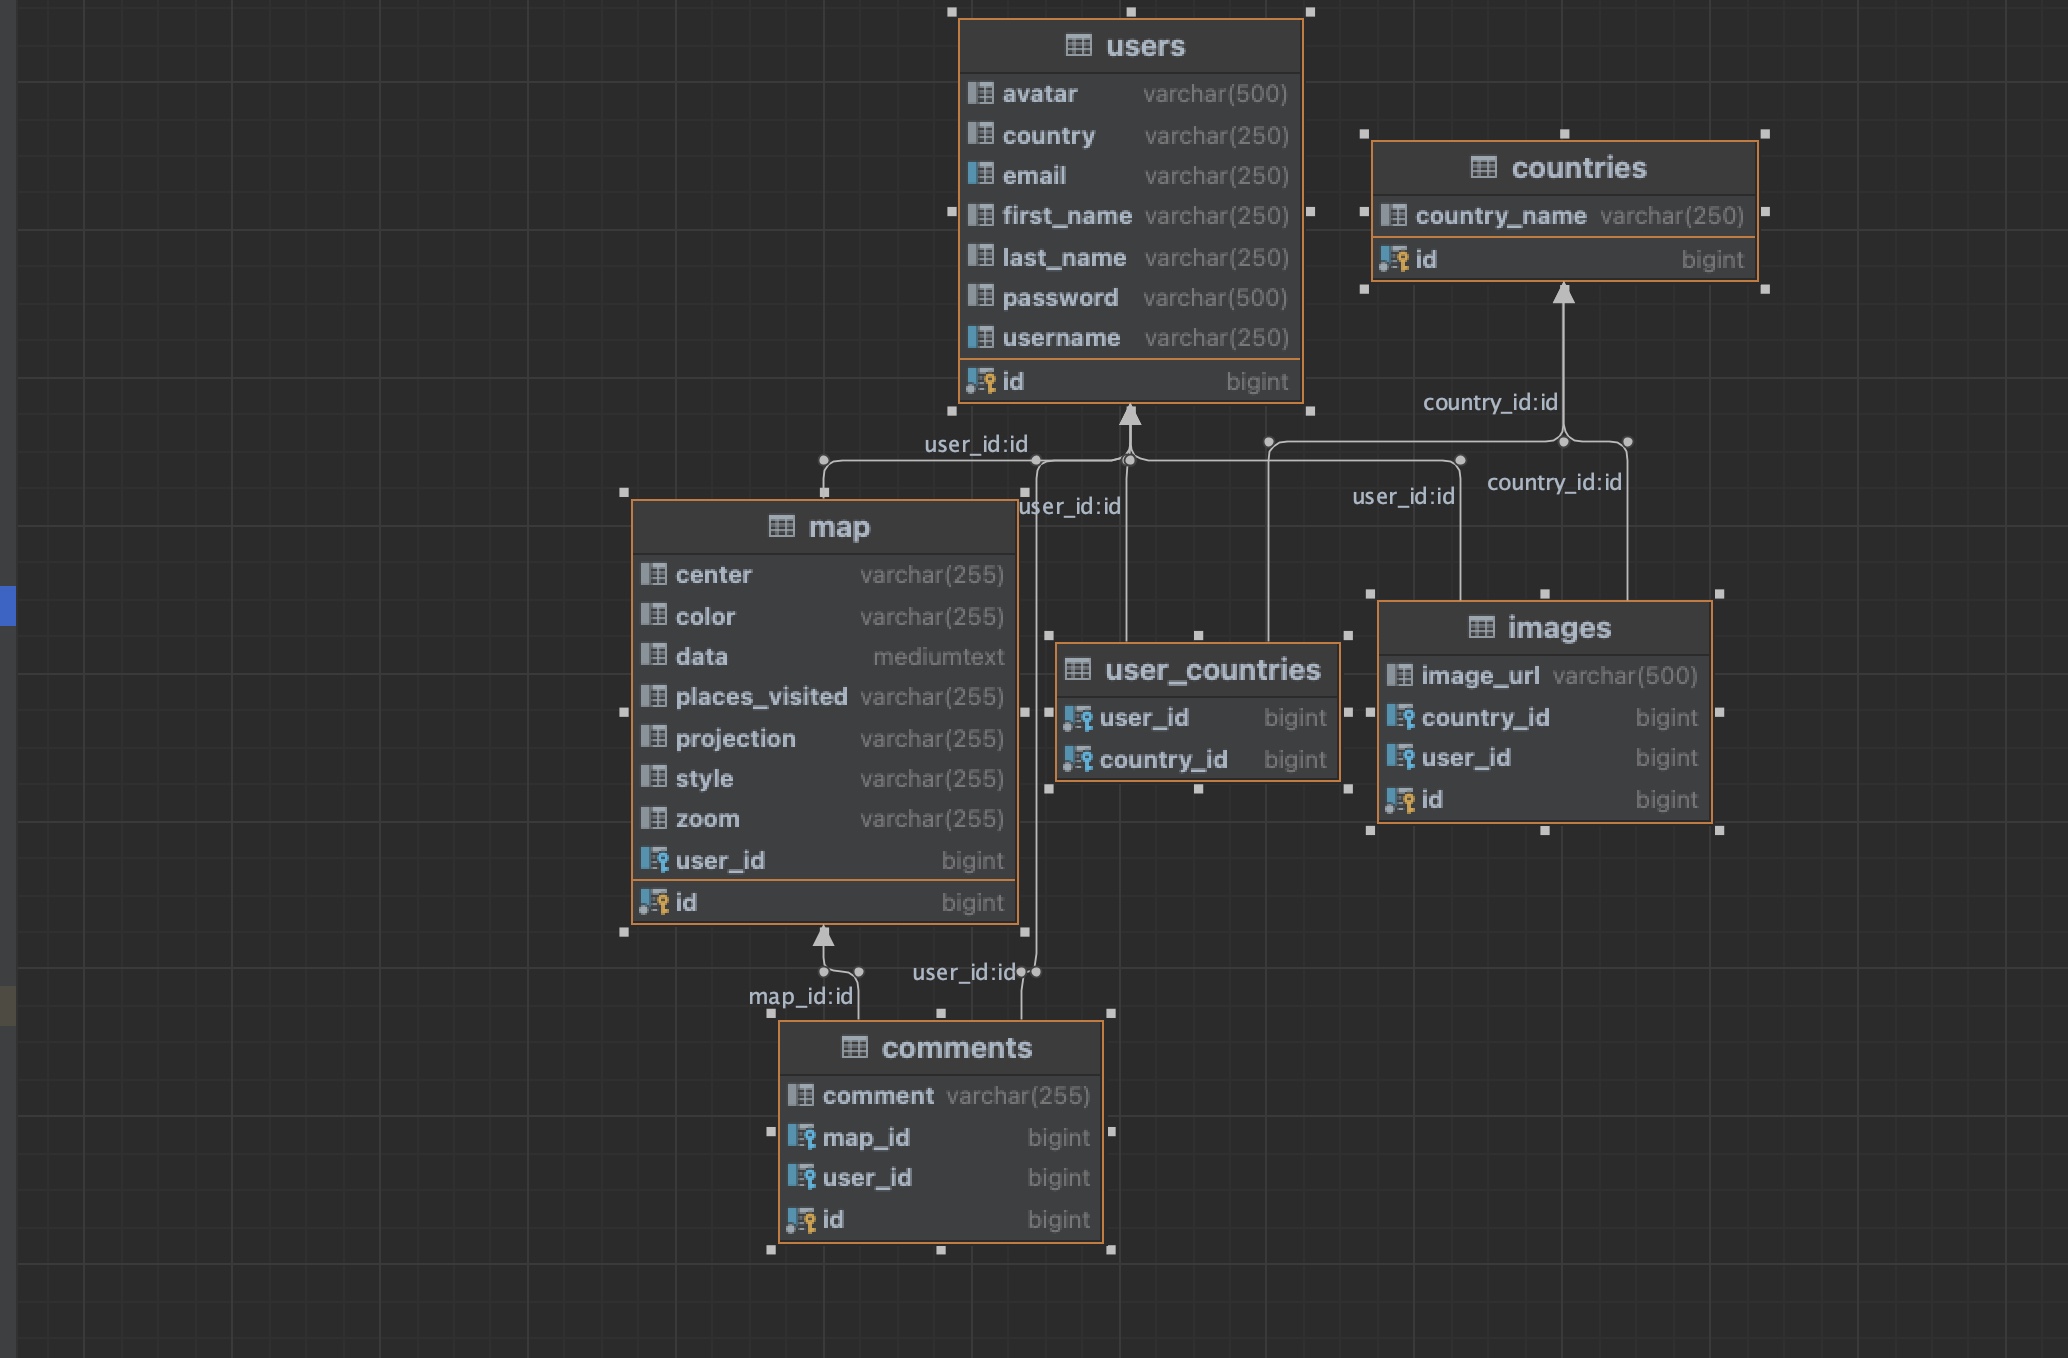 users
avatar varchar(500)
country varchar(250)
email varchar(250)
first_name varchar(250)
last_name varchar(250)
password varchar(500)
username varchar(250)
id bigint
countries
country_name varchar(250)
id bigint
country_id:id
user_id:id
country_id:id
user_id:id
user_id:id
map
center varchar(255)
color varchar(255)
data mediumtext
places_visited varchar(255)
projection varchar(255)
style varchar(255)
zoom varchar(255)
user_id bigint
id bigint
user_countries
user_id bigint
country_id bigint
images
image_url varchar(500)
country_id bigint
user_id bigint
id bigint
user_id:id
map_id:id
comments
comment varchar(255)
map_id bigint
user_id bigint
id bigint